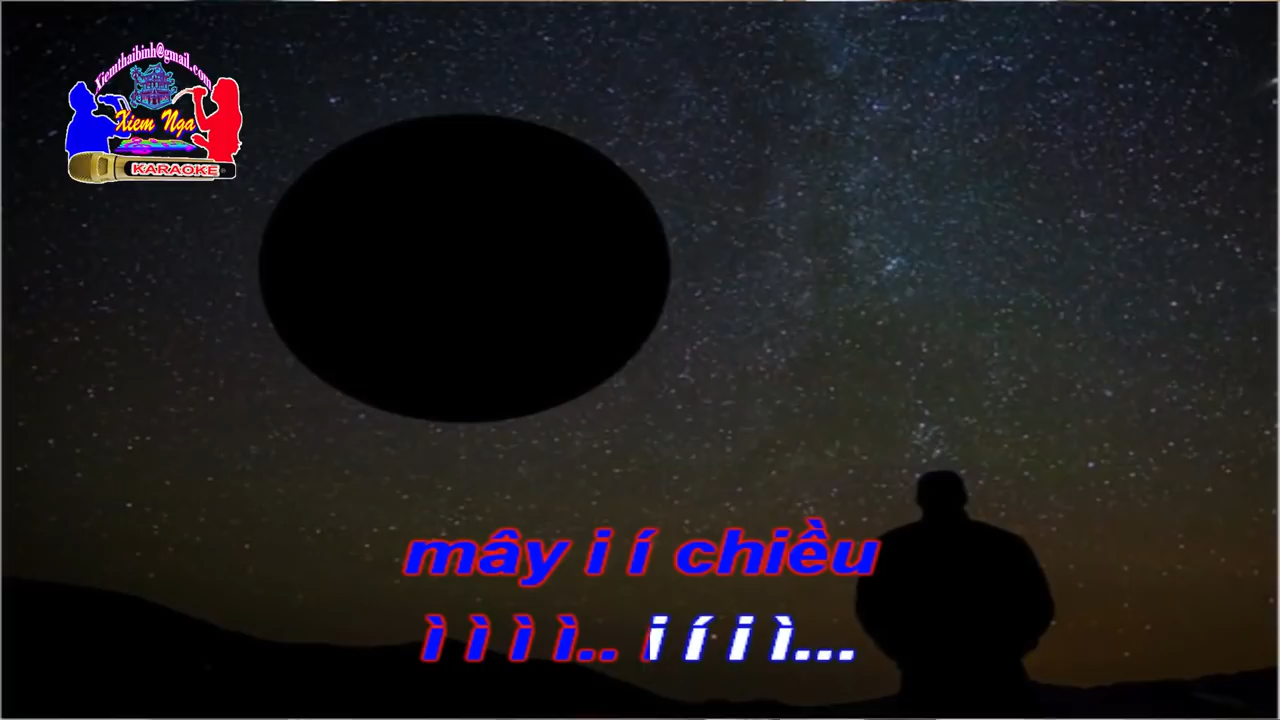 Xiemthaibinh@gmail.com
Xiem Nga
KARAOKE
mây i í chiều
ì ì ì ì.. i í i ì...